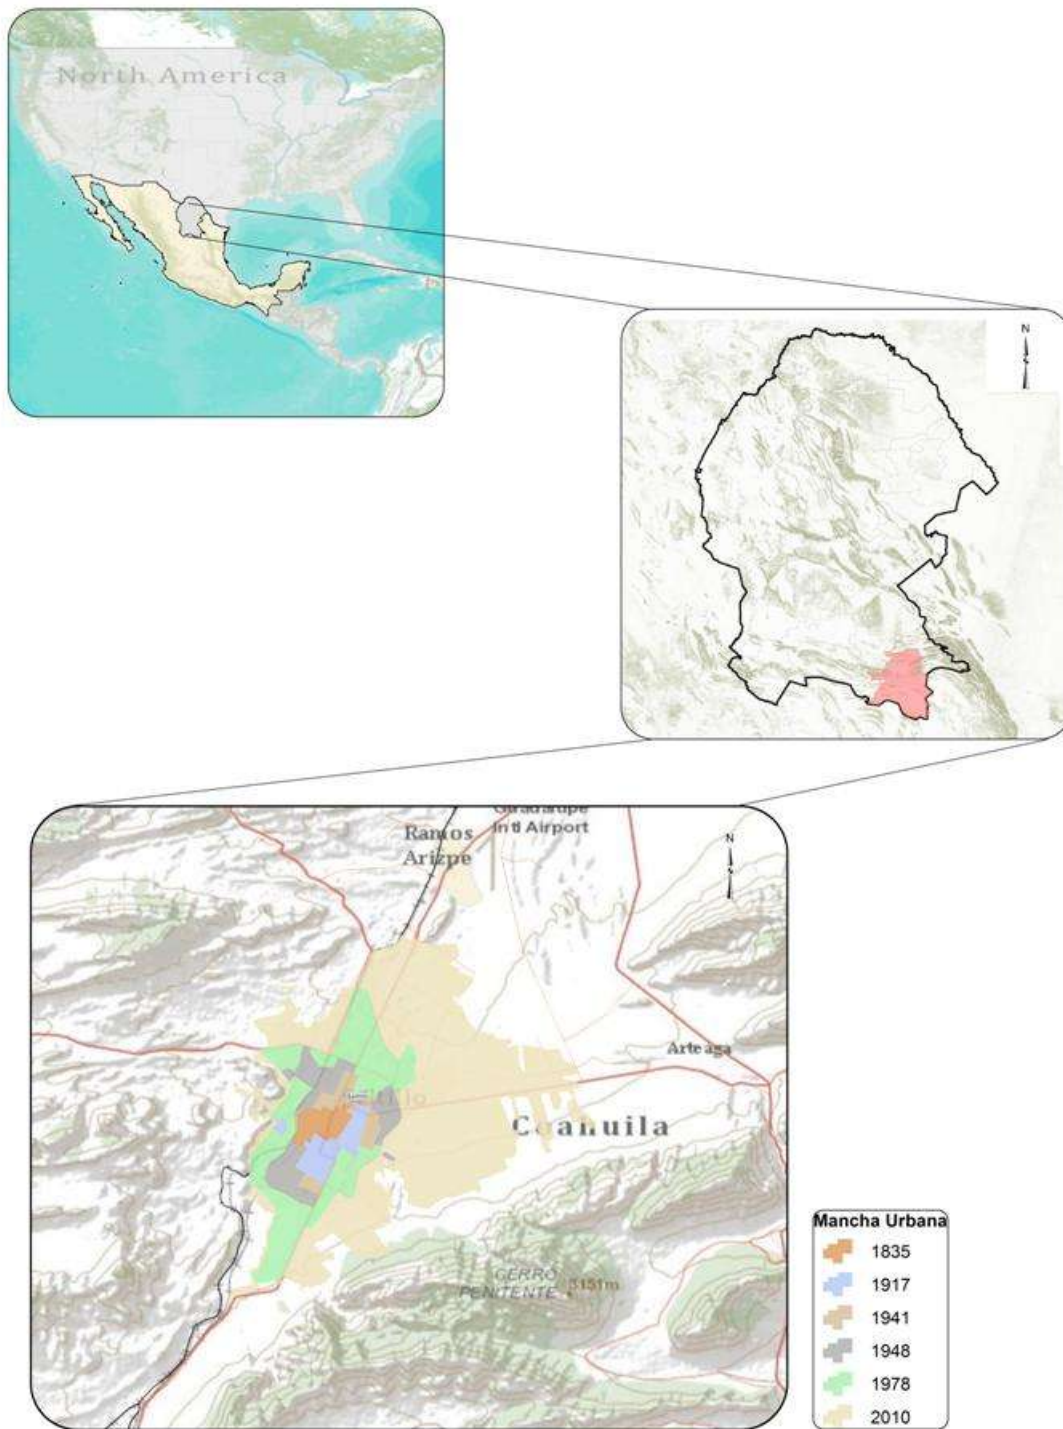 North America
N
Guadalupe
Intl Airport
Ramos
Arizpe
N
Arteaga
Coahuila
CERRO
PENITENTE
3151m
Mancha Urbana
1835
1917
1941
1948
1978
2010